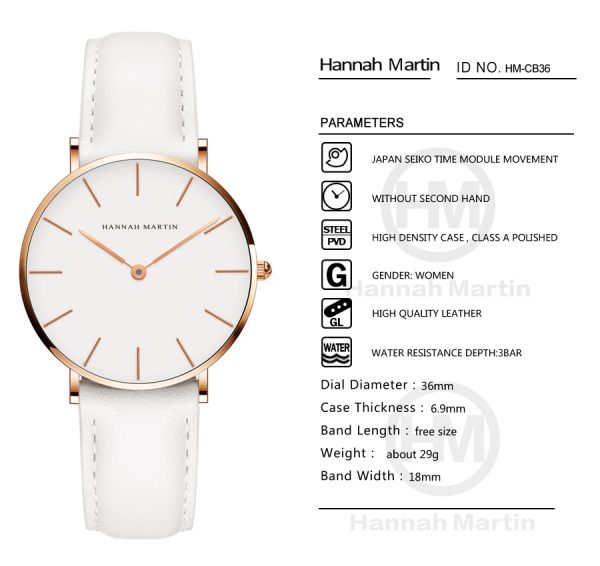 HANNAH MARTIN
Hannah Martin ID NO. HM-CB36
PARAMETERS
JAPAN SEIKO TIME MODULE MOVEMENT
WITHOUT SECOND HAND
STEEL
PVD
HIGH DENSITY CASE , CLASS A POLISHED
G
GENDER: WOMEN
GL
HIGH QUALITY LEATHER
WATER
WATER RESISTANCE DEPTH:3BAR
Dial Diameter : 36mm
Case Thickness : 6.9mm
Band Length : free size
Weight : about 29g
Band Width : 18mm
HM
Hannah Martin
HM
Hannah Martin